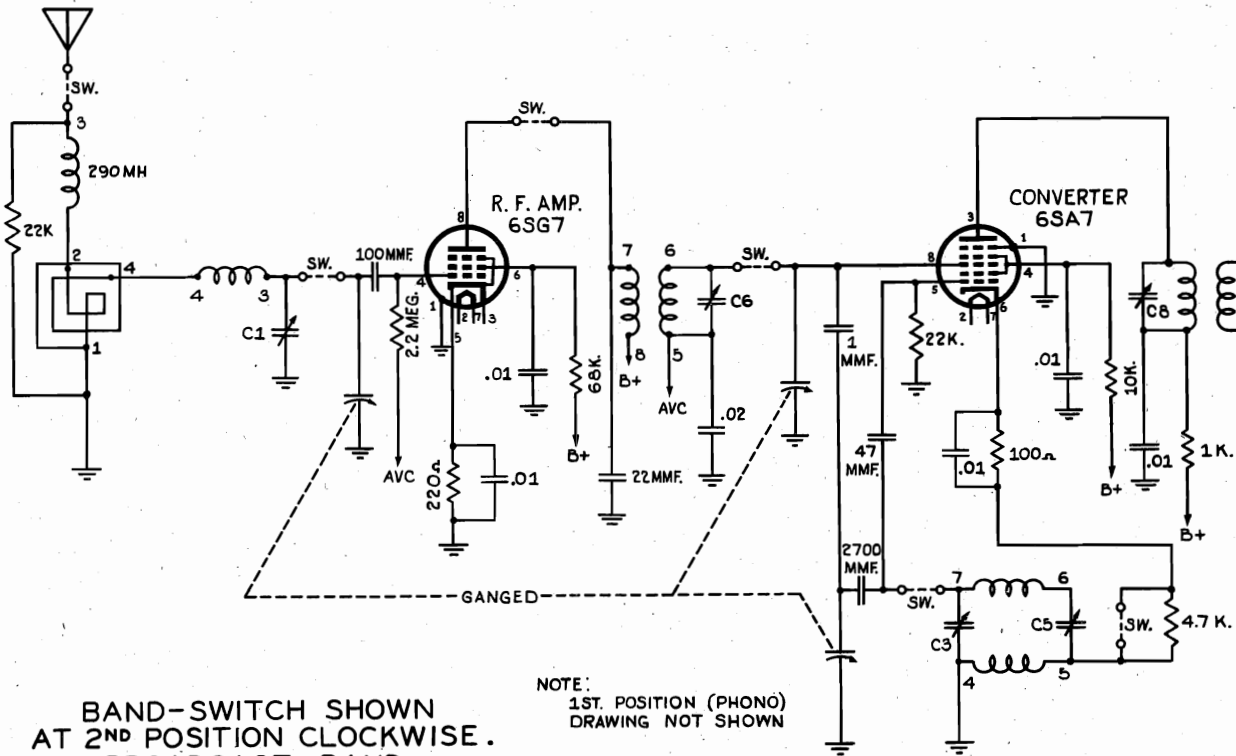 SW.
3
290MH
22K
2
4
1
4
3
C1
SW.
100MMF.
2.2 MEG.
AVC
R. F. AMP.
6SG7
8
4
6
1
2
7
3
5
220Ω
.01
.01
68K.
B+
SW.
7
8
B+
22MMF.
6
5
AVC
C6
.02
SW.
GANGED
CONVERTER
6SA7
3
1
8
4
5
6
2
7
1
MMF.
22K.
47
MMF.
2700
MMF.
.01
100Ω
.01
10K.
B+
C8
.01
1K.
B+
SW.
7
6
C3
C5
4
5
SW.
4.7 K.
NOTE:
1ST. POSITION (PHONO)
DRAWING NOT SHOWN
BAND-SWITCH SHOWN
AT 2ND POSITION CLOCKWISE.